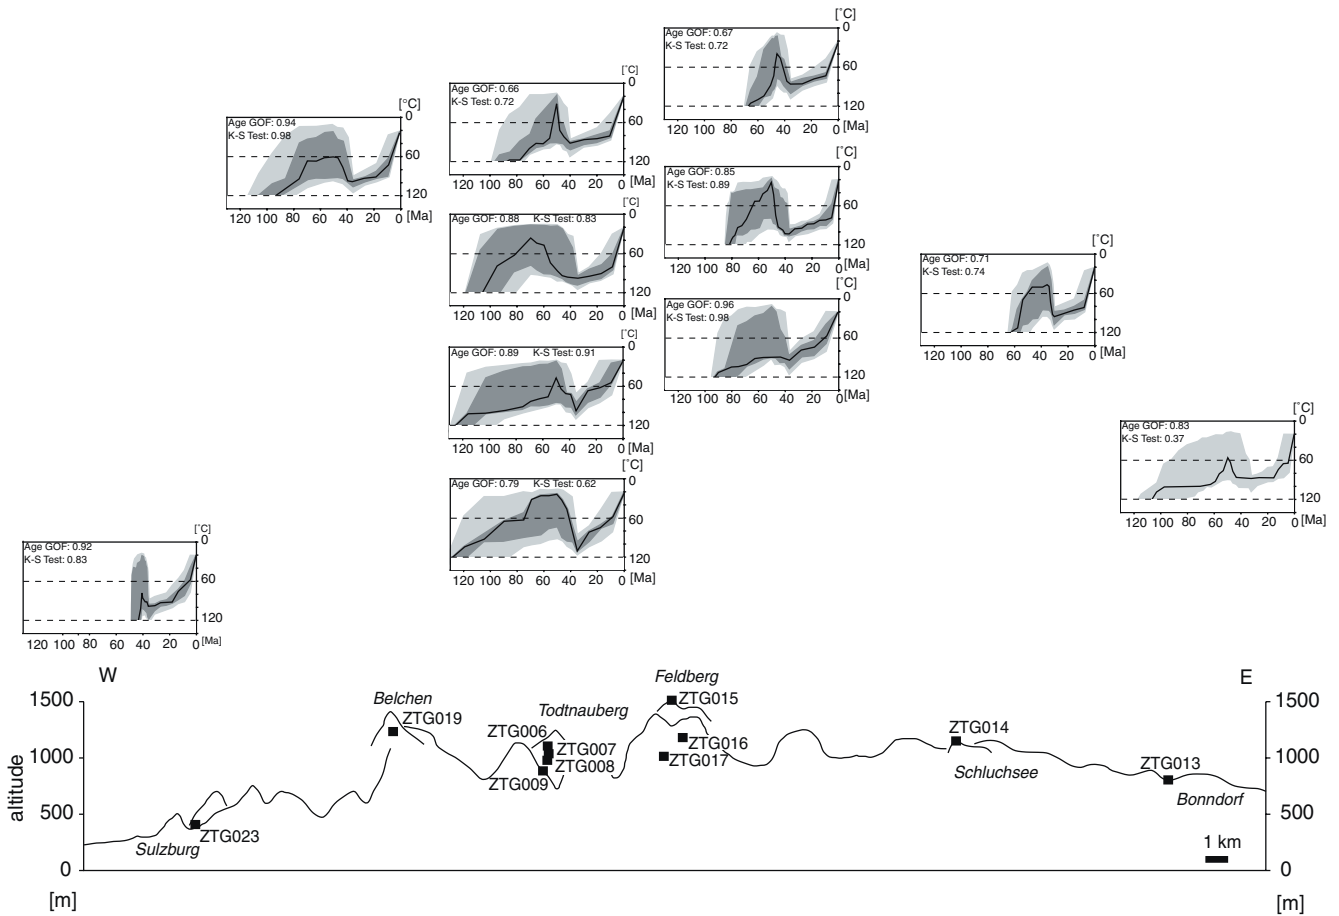 [˚C]
0
Age GOF: 0.67
K-S Test: 0.72
60
120
120 100 80 60 40 20 0 [Ma]
[˚C]
0
Age GOF: 0.66
K-S Test: 0.72
60
120
120 100 80 60 40 20 0 [Ma]
[°C]
0
Age GOF: 0.94
K-S Test: 0.98
60
120
120 100 80 60 40 20 0 [Ma]
[˚C]
0
Age GOF: 0.85
K-S Test: 0.89
60
120
120 100 80 60 40 20 0 [Ma]
[˚C]
0
Age GOF: 0.88 K-S Test: 0.83
60
120
120 100 80 60 40 20 0 [Ma]
[˚C]
0
Age GOF: 0.71
K-S Test: 0.74
60
120
120 100 80 60 40 20 0 [Ma]
[˚C]
0
Age GOF: 0.96
K-S Test: 0.98
60
120
120 100 80 60 40 20 0 [Ma]
[˚C]
0
Age GOF: 0.89 K-S Test: 0.91
60
120
120 100 80 60 40 20 0 [Ma]
[˚C]
0
Age GOF: 0.83
K-S Test: 0.37
60
120
120 100 80 60 40 20 0 [Ma]
[˚C]
0
Age GOF: 0.79 K-S Test: 0.62
60
120
120 100 80 60 40 20 0 [Ma]
[˚C]
0
Age GOF: 0.92
K-S Test: 0.83
60
120
120 100 80 60 40 20 0 [Ma]
W
E
altitude
1500
1000
500
0
[m]
Sulzburg
ZTG023
Belchen
ZTG019
Todtnauberg
ZTG006
ZTG007
ZTG008
ZTG009
Feldberg
ZTG015
ZTG016
ZTG017
ZTG014
Schluchsee
ZTG013
Bonndorf
1 km
1500
1000
500
0
[m]